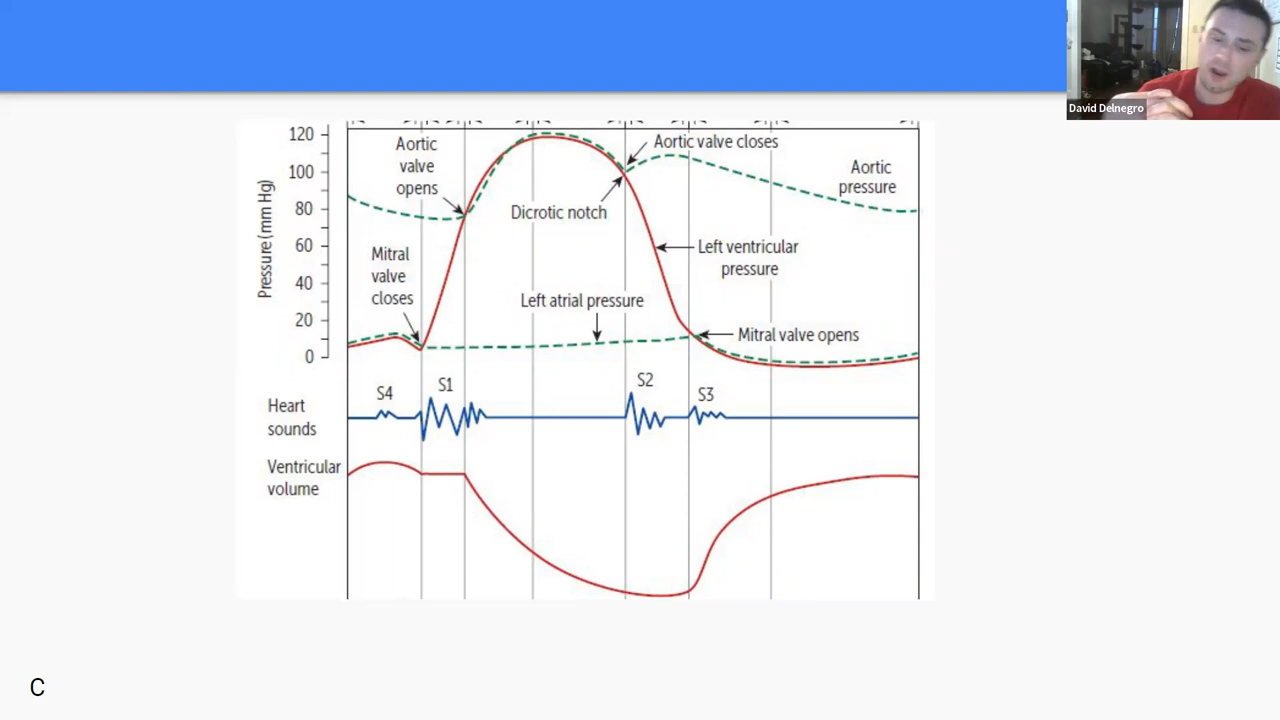 David Delnegro
120
100
80
60
40
20
0
Pressure (mm Hg)
Aortic
valve
opens
Aortic valve closes
Aortic
pressure
Dicrotic notch
Mitral
valve
closes
Left ventricular
pressure
Left atrial pressure
Mitral valve opens
Heart
sounds
S4
S1
S2
S3
Ventricular
volume
C